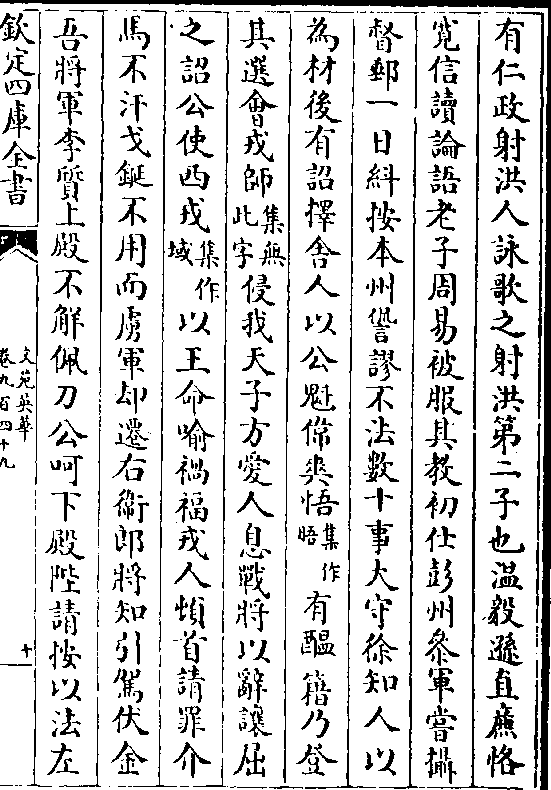 有仁政射洪人詠歌之射洪第二子也溫毅遜直廉恪
寛信讀論語老子周易被服其教初仕彭州叅軍嘗攝
督郵一日糾按本州僞謬不法數十事大守徐知人以
為材後有詔擇舍人以公魁傑爽悟集作晤有醖籍乃登
其選會戎師集無此字侵我天子方愛人息戰將以辭讓屈
之詔公使西戎集作域以王命喻禍福戎人頓首請罪介
馬不汗戈鋋不用而虜軍却遷右衛郎將知引駕伏金
吾將軍李質上殿不解佩刀公呵下殿陛請按以法左
欽定四庫全書
文苑英華
卷九百四十九
十